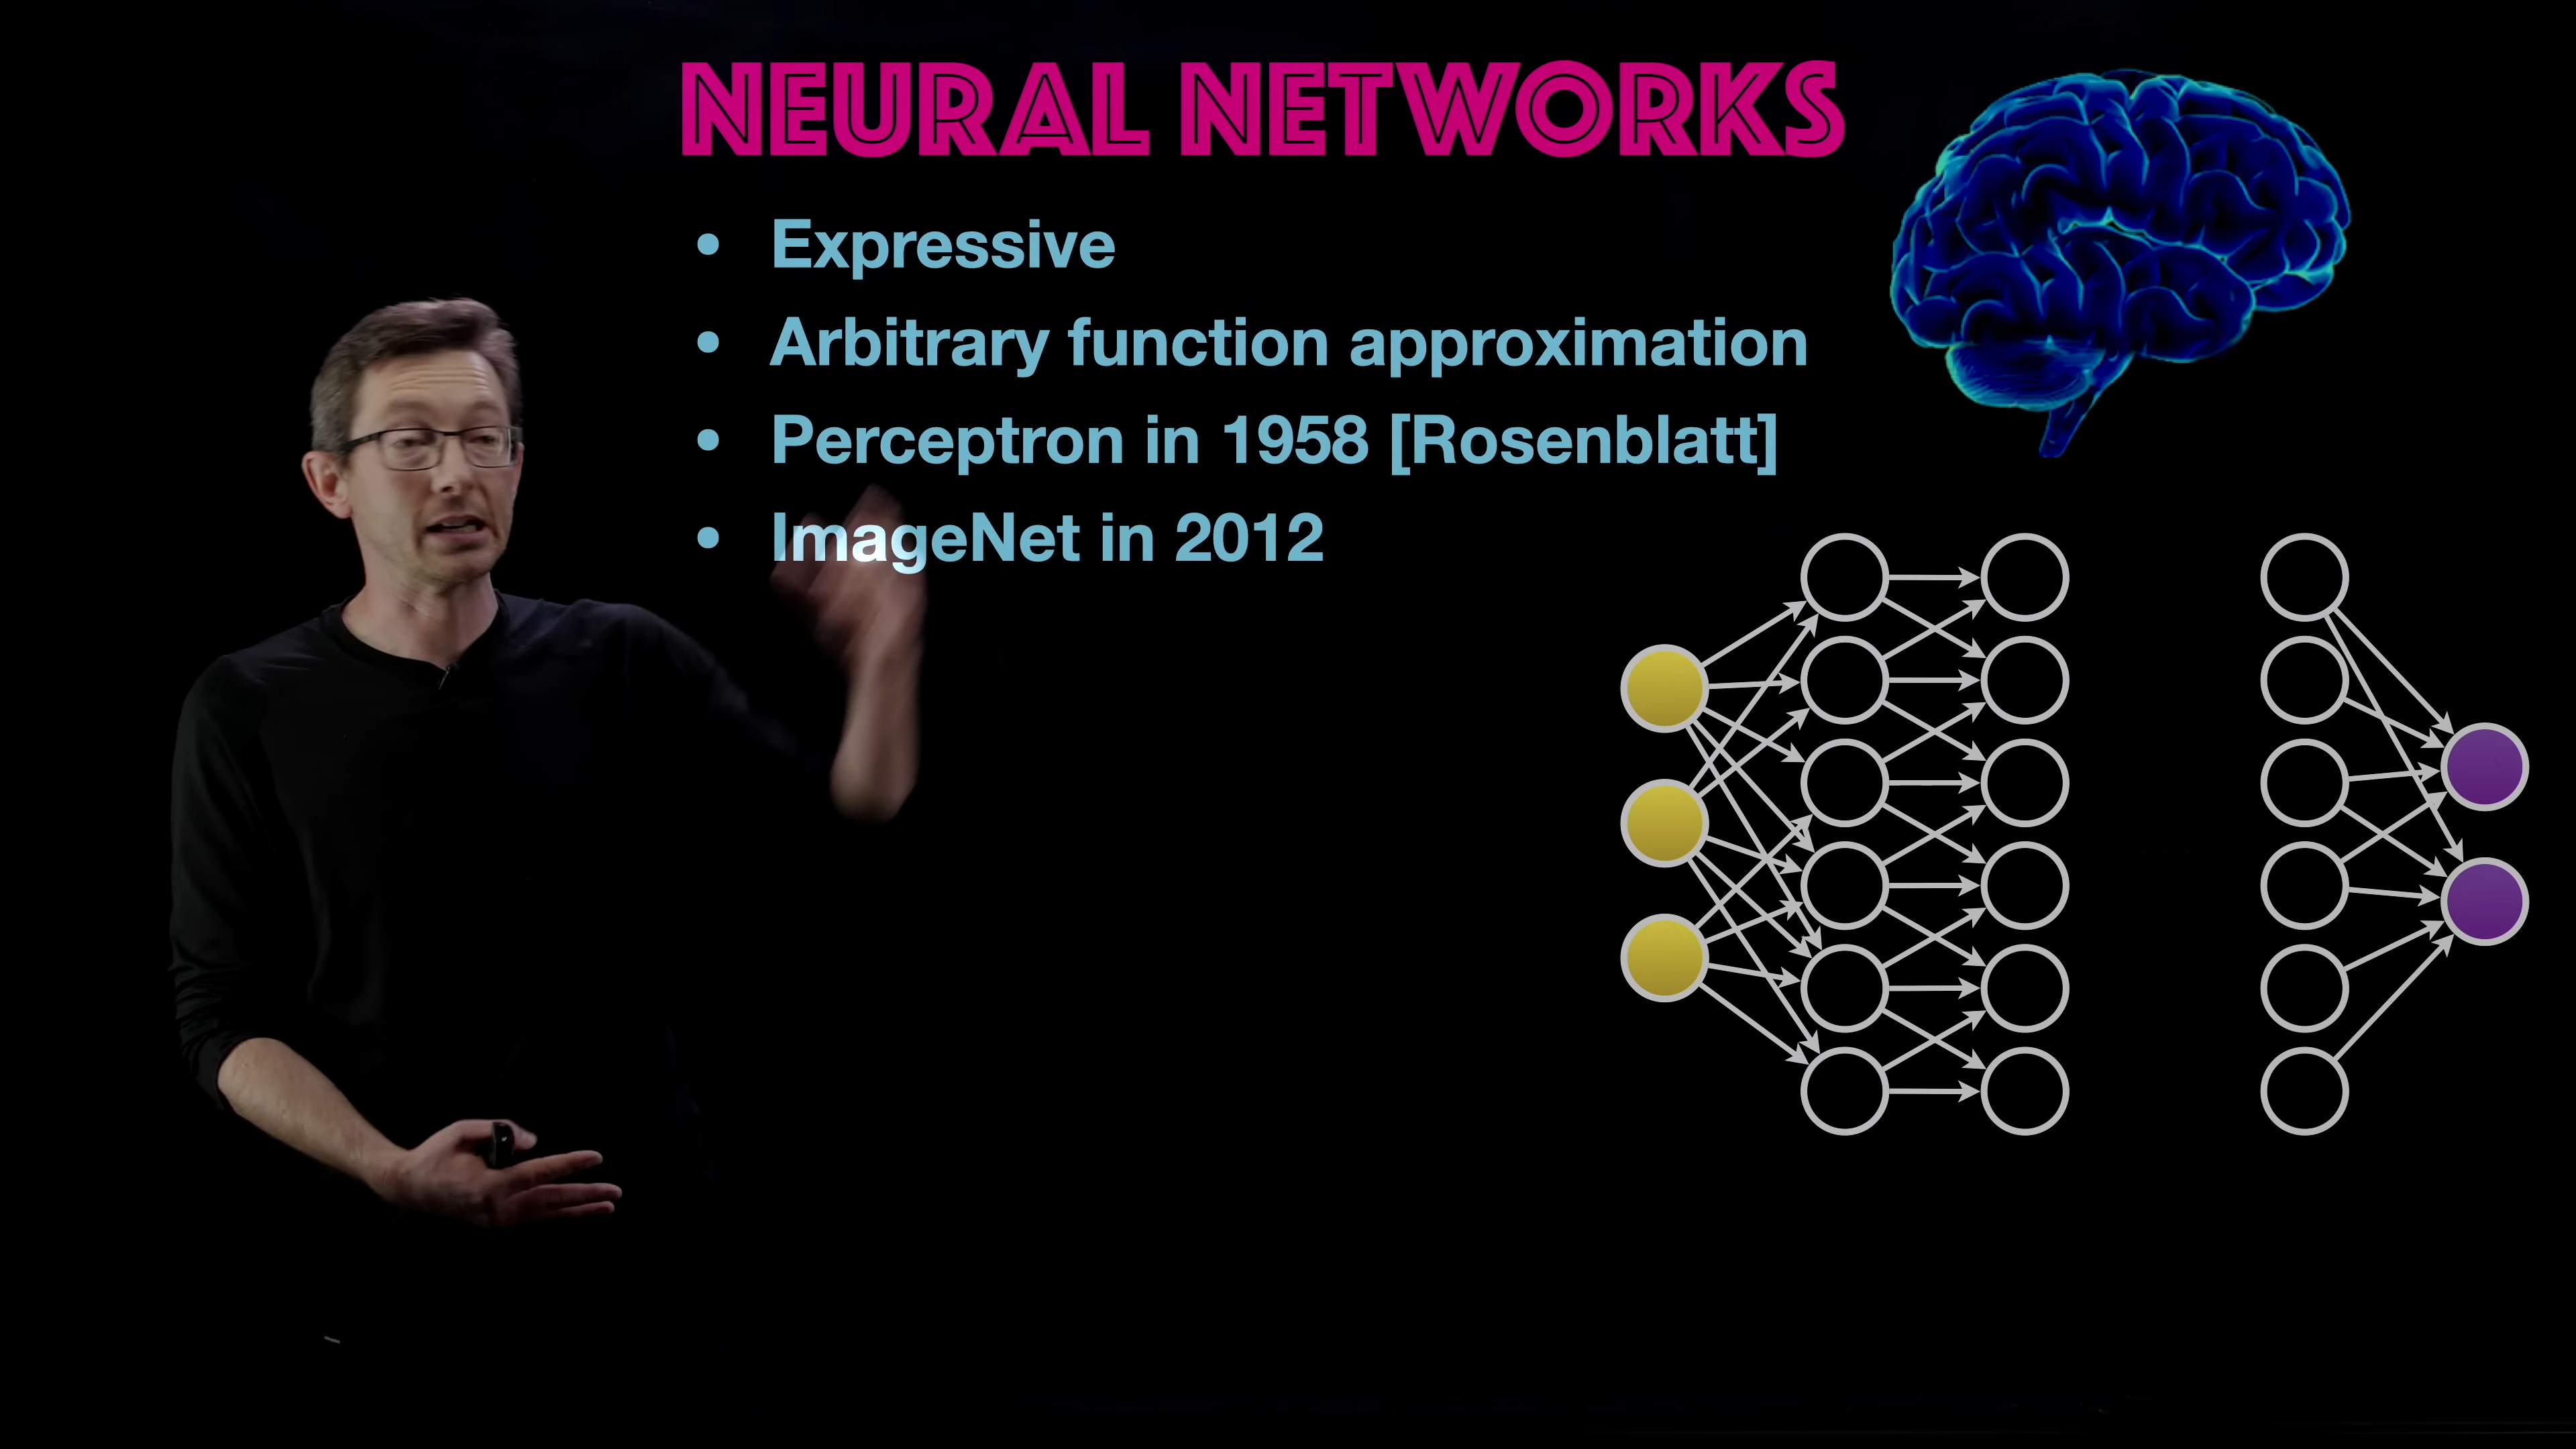 NEURAL NETWORKS
• Expressive
• Arbitrary function approximation
• Perceptron in 1958 [Rosenblatt]
• ImageNet in 2012